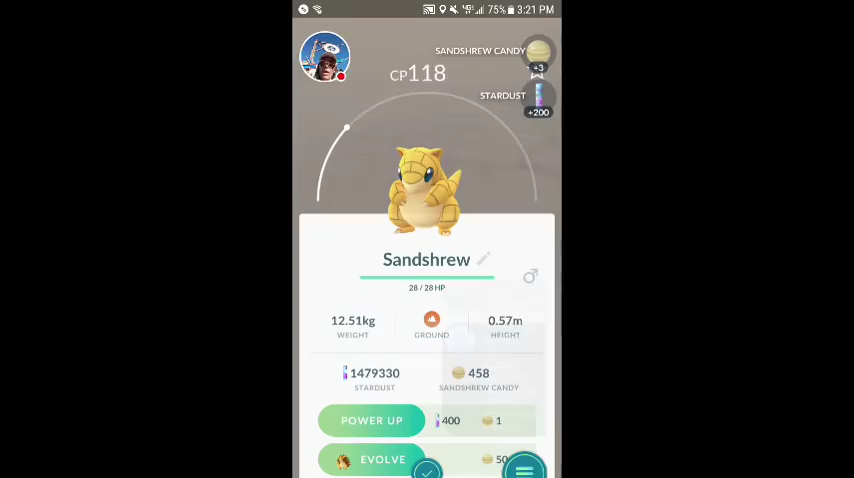 75% 3:21 PM
SANDSHREW CANDY
+3
CP118
STARDUST
+200
Sandshrew
28 / 28 HP
12.51kg
WEIGHT
GROUND
0.57m
HEIGHT
1479330
STARDUST
458
SANDSHREW CANDY
POWER UP
400
1
EVOLVE
50